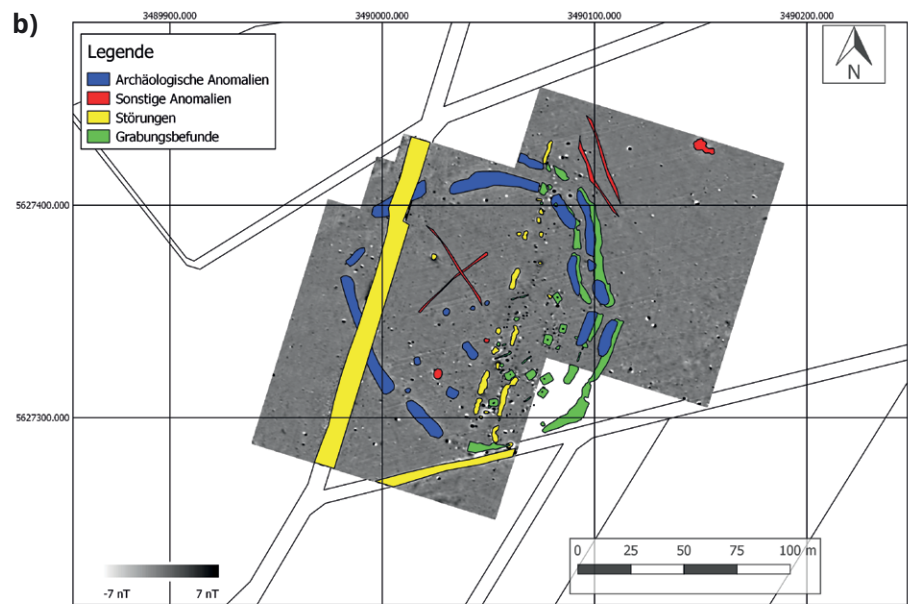 b)
3489900.000 3490000.000 3490100.000 3490200.000
Legende
Archäologische Anomalien
Sonstige Anomalien
Störungen
Grabungsbefunde
N
5627400.000
5627300.000
0 25 50 75 100 m
-7 nT 7 nT